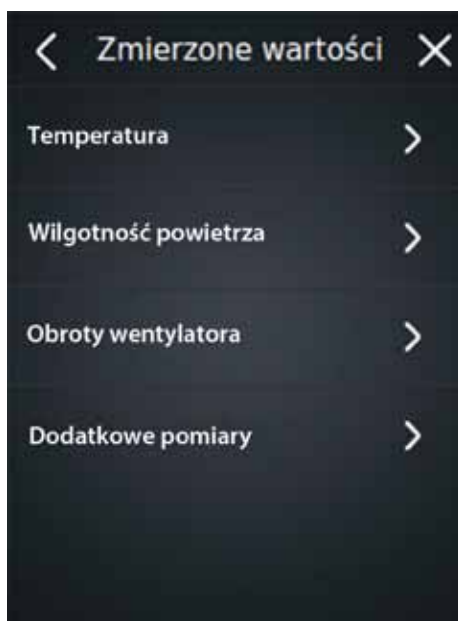 Zmierzone wartości
Temperatura
Wilgotność powietrza
Obroty wentylatora
Dodatkowe pomiary